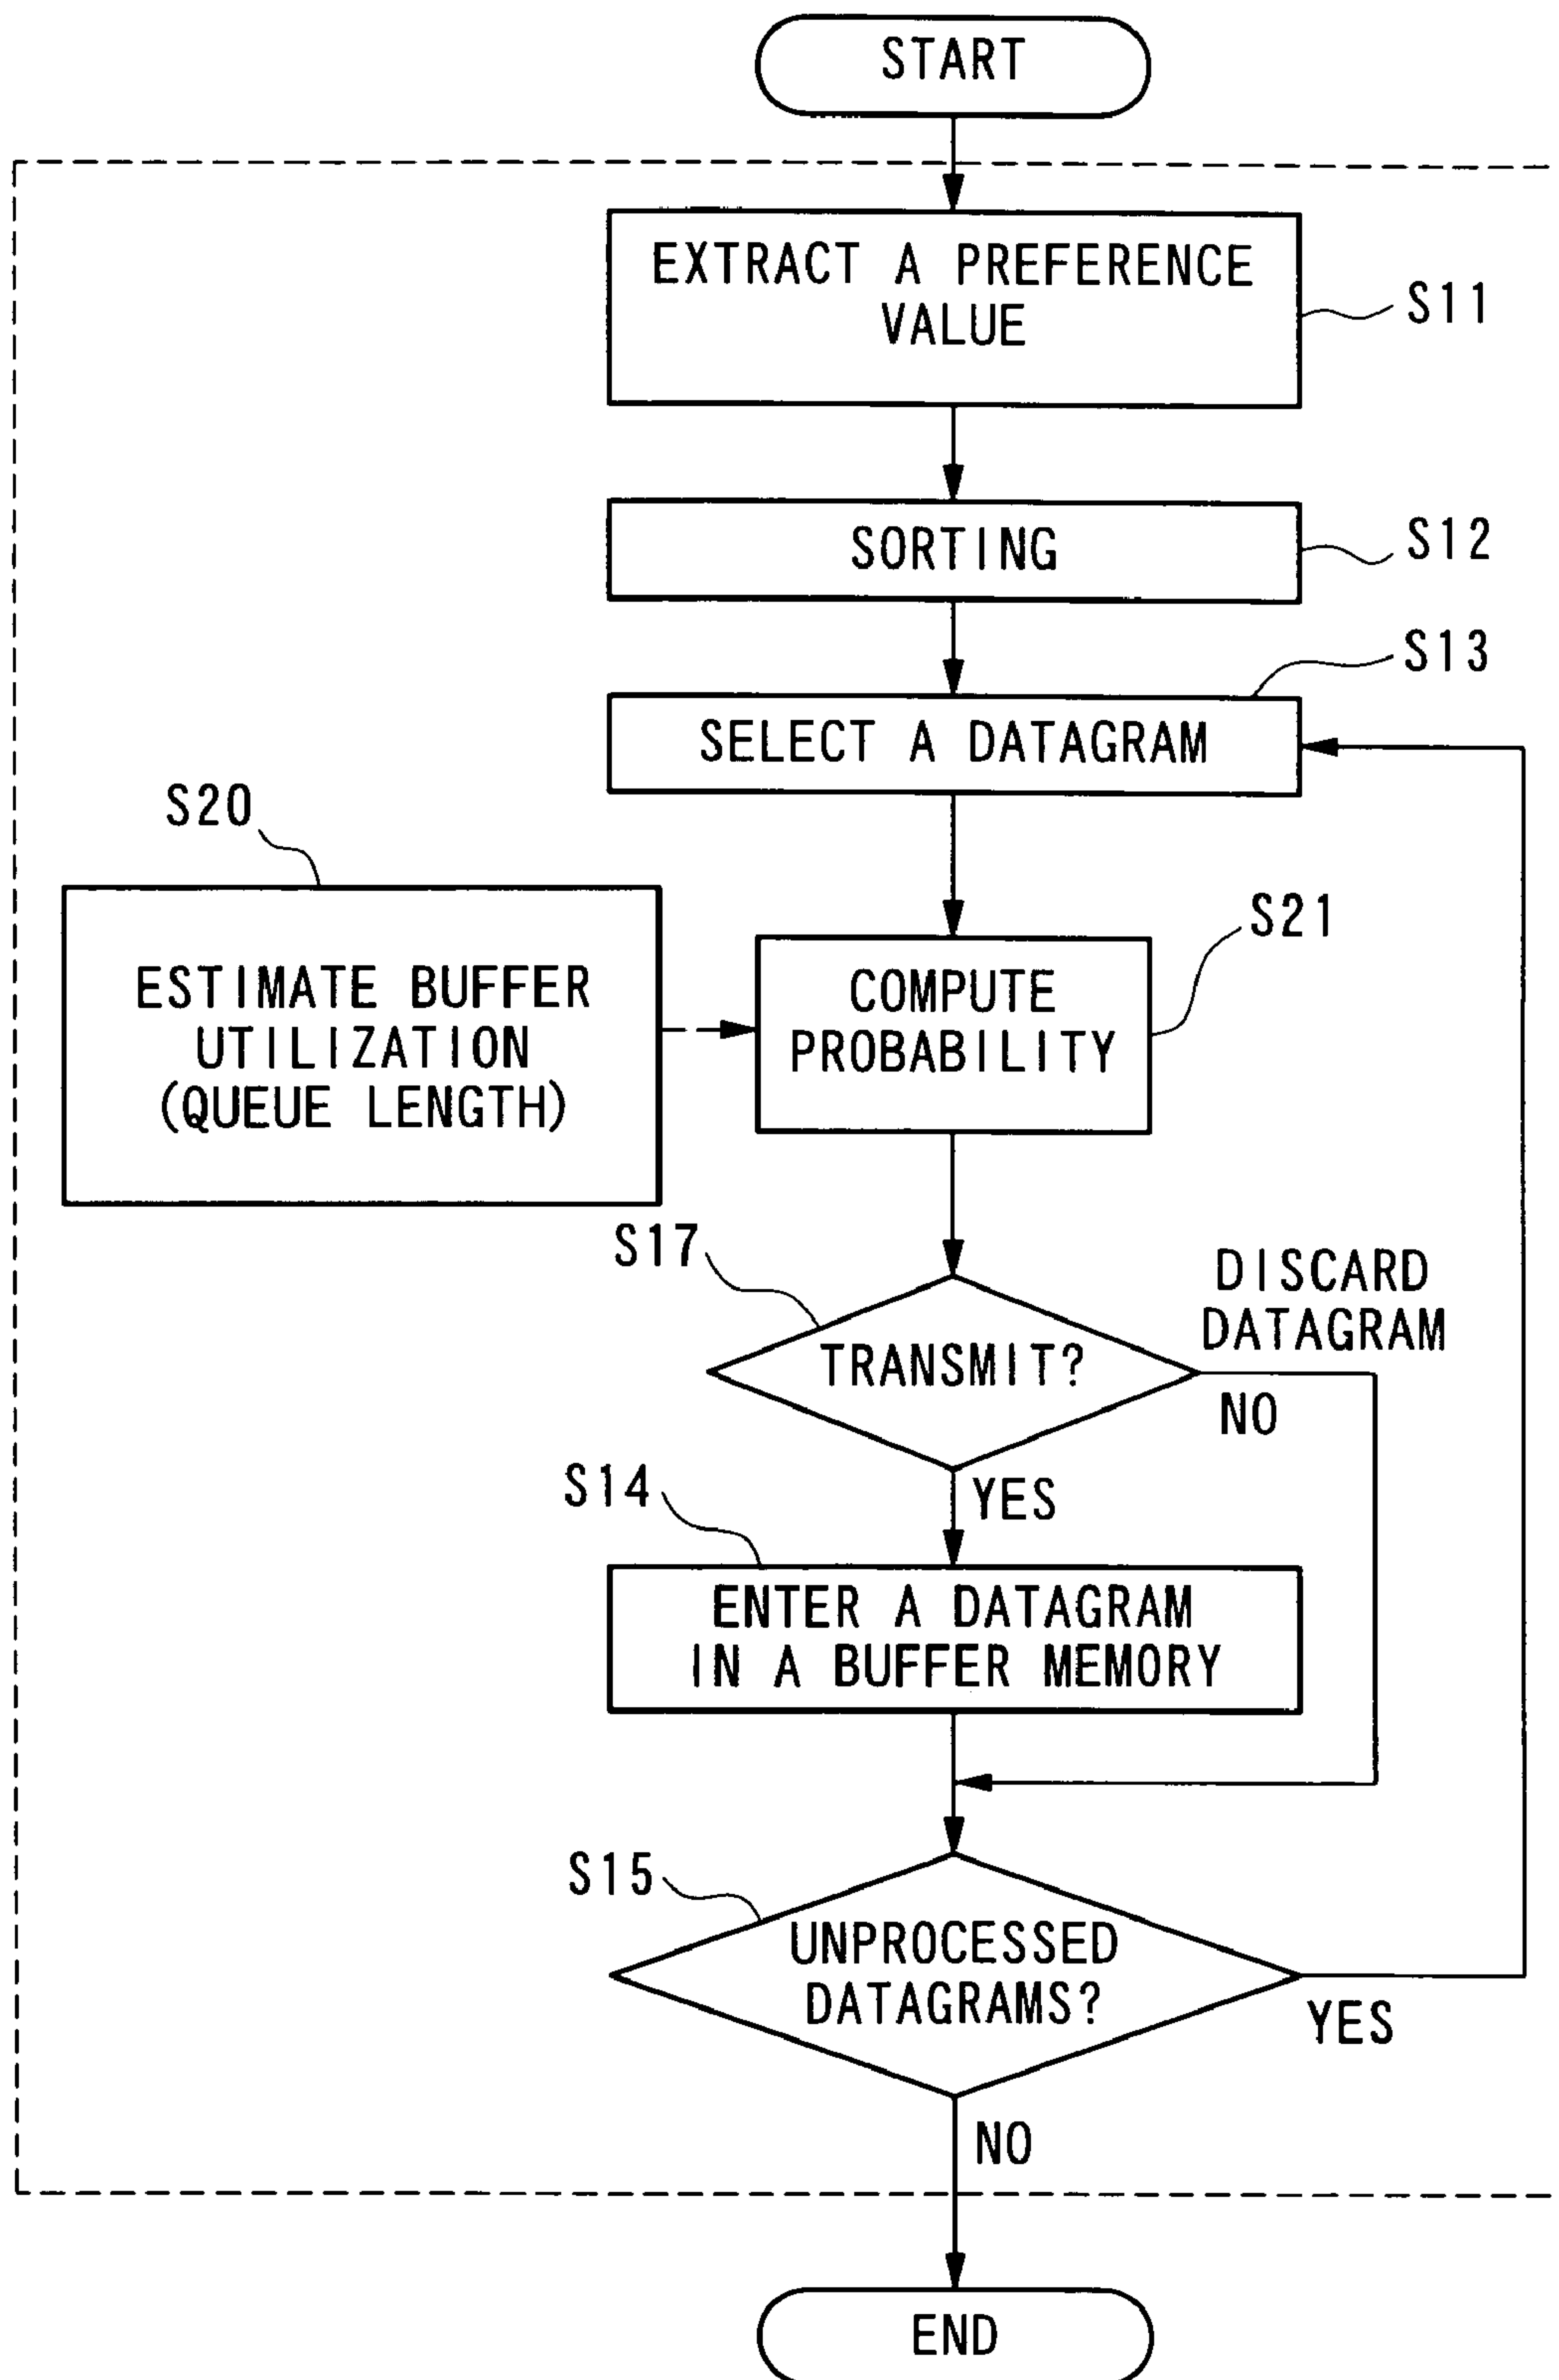 START
EXTRACT A PREFERENCE
VALUE
S11
SORTING
S12
S13
SELECT A DATAGRAM
S20
ESTIMATE BUFFER
UTILIZATION
(QUEUE LENGTH)
S21
COMPUTE
PROBABILITY
S17
TRANSMIT?
DISCARD
DATAGRAM
NO
YES
S14
ENTER A DATAGRAM
IN A BUFFER MEMORY
S15
UNPROCESSED
DATAGRAMS?
YES
NO
END